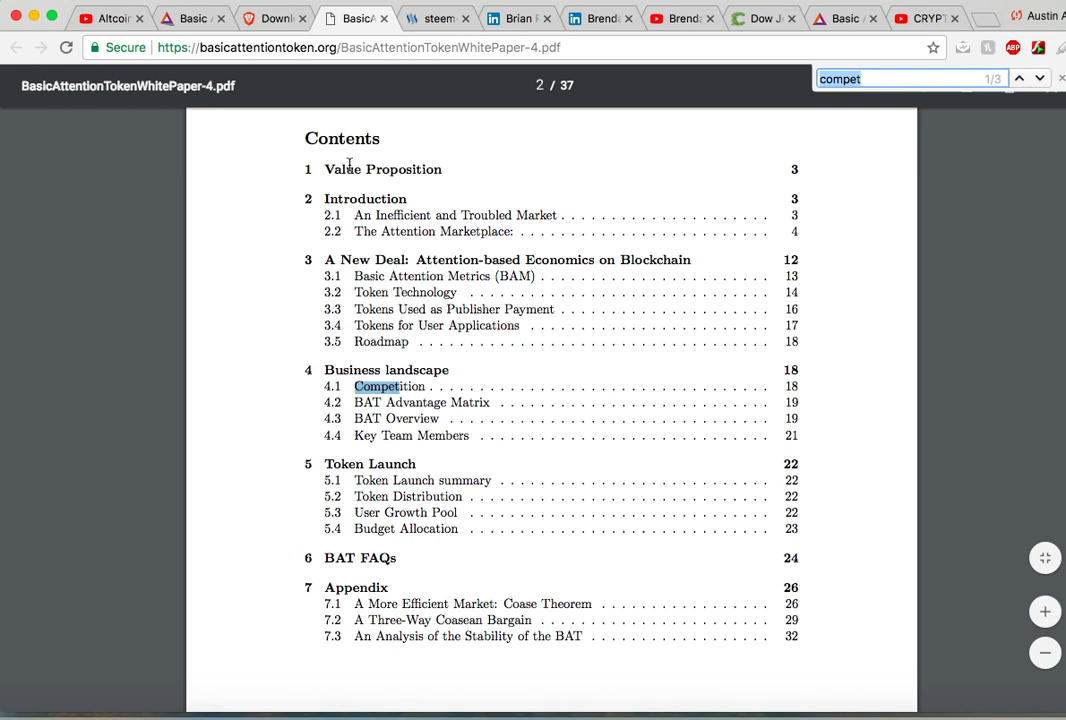 Altcoi
Basic
Downl
BasicA
steem
Brian
Brenda
Brenda
Dow J
Basic
CRYPT
Austin
Secure
https://basicattentiontoken.org/BasicAttentionTokenWhitePaper-4.pdf
ABP
BasicAttentionTokenWhitePaper-4.pdf
2 / 37
compet
1/3
Contents
1 Value Proposition 3
2 Introduction 3
2.1 An Inefficient and Troubled Market . . . . . . . . . . . . . . . . . . . . . 3
2.2 The Attention Marketplace: . . . . . . . . . . . . . . . . . . . . . . . . 4
3 A New Deal: Attention-based Economics on Blockchain 12
3.1 Basic Attention Metrics (BAM) . . . . . . . . . . . . . . . . . . . . . . 13
3.2 Token Technology . . . . . . . . . . . . . . . . . . . . . . . . . . . . 14
3.3 Tokens Used as Publisher Payment . . . . . . . . . . . . . . . . . . . . . 16
3.4 Tokens for User Applications . . . . . . . . . . . . . . . . . . . . . . . 17
3.5 Roadmap . . . . . . . . . . . . . . . . . . . . . . . . . . . . . . . . 18
4 Business landscape 18
4.1 Competition . . . . . . . . . . . . . . . . . . . . . . . . . . . . . . . 18
4.2 BAT Advantage Matrix . . . . . . . . . . . . . . . . . . . . . . . . . 19
4.3 BAT Overview . . . . . . . . . . . . . . . . . . . . . . . . . . . . . . 19
4.4 Key Team Members . . . . . . . . . . . . . . . . . . . . . . . . . . . 21
5 Token Launch 22
5.1 Token Launch summary . . . . . . . . . . . . . . . . . . . . . . . . . 22
5.2 Token Distribution . . . . . . . . . . . . . . . . . . . . . . . . . . . . 22
5.3 User Growth Pool . . . . . . . . . . . . . . . . . . . . . . . . . . . . 22
5.4 Budget Allocation . . . . . . . . . . . . . . . . . . . . . . . . . . . . 23
6 BAT FAQs 24
7 Appendix 26
7.1 A More Efficient Market: Coase Theorem . . . . . . . . . . . . . . . . . . 26
7.2 A Three-Way Coasean Bargain . . . . . . . . . . . . . . . . . . . . . . 29
7.3 An Analysis of the Stability of the BAT . . . . . . . . . . . . . . . . . . . 32